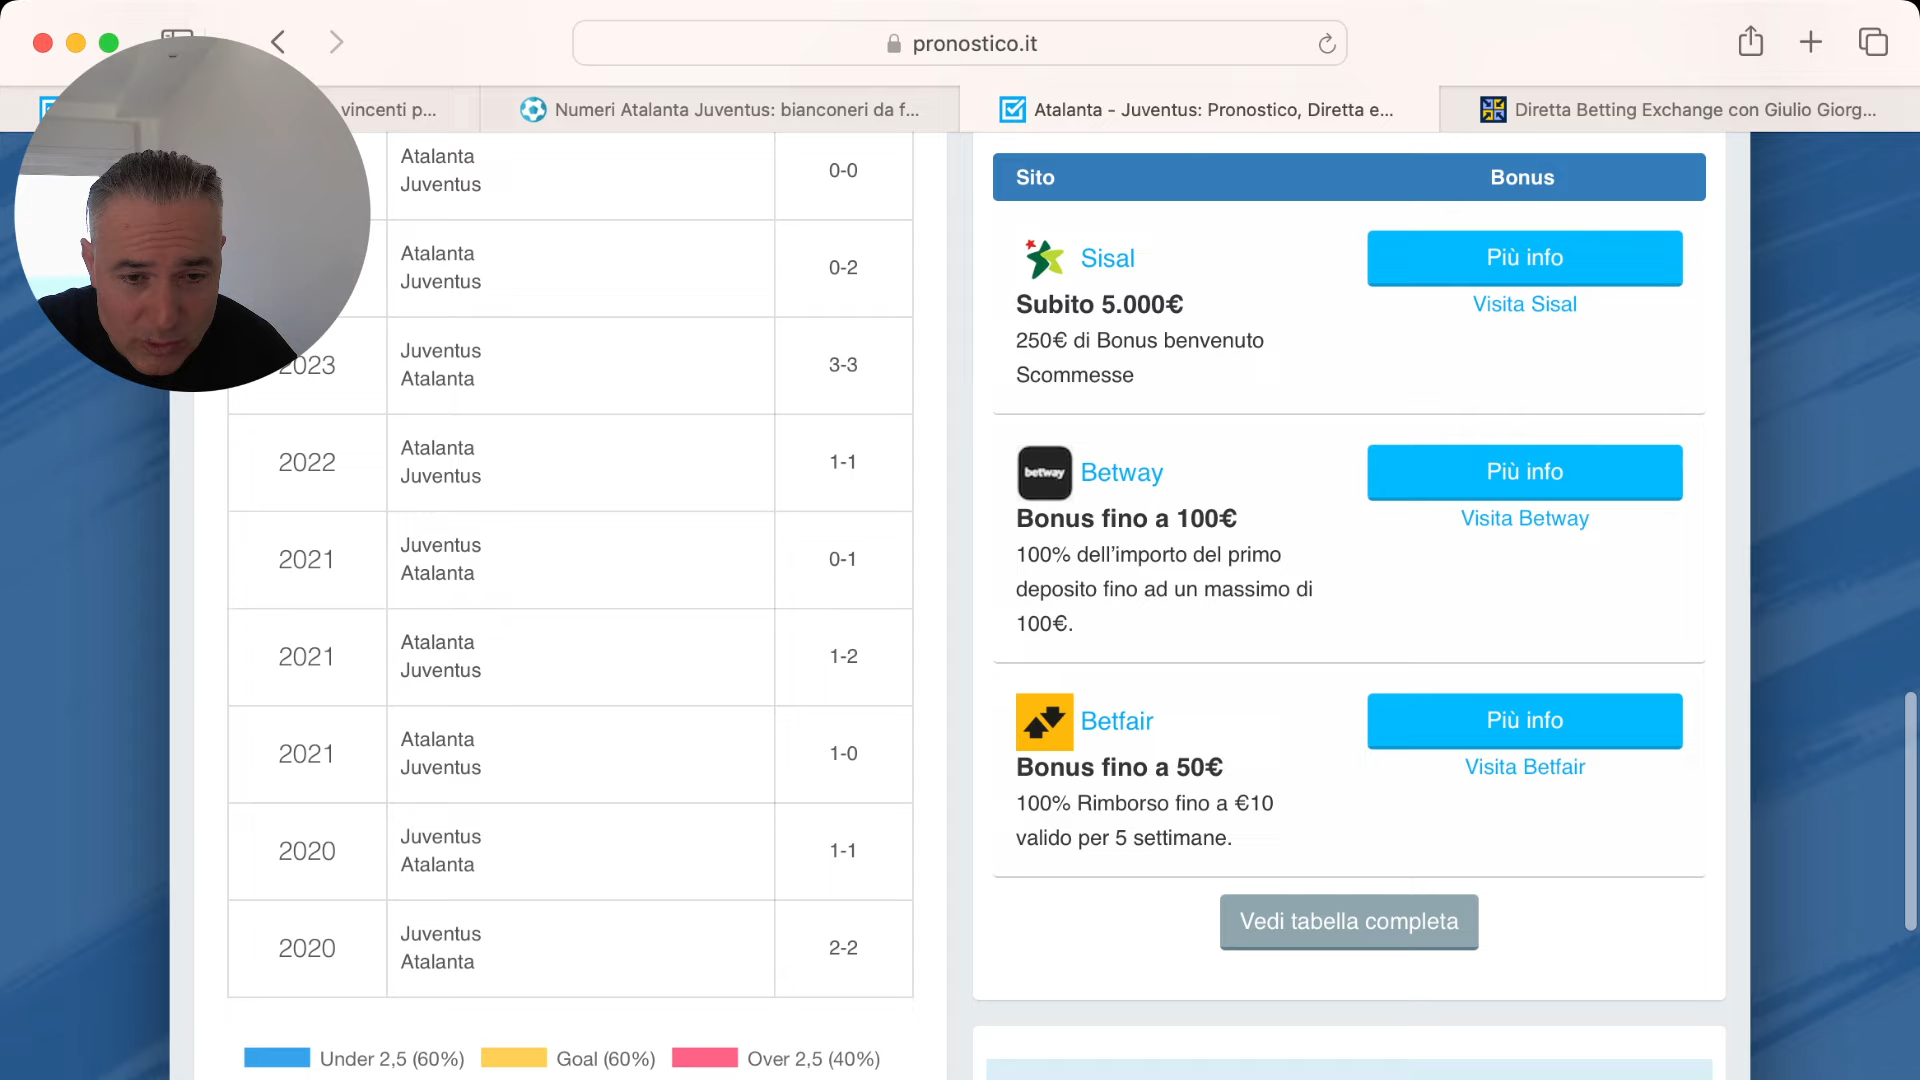 pronostico.it
vincenti p...
Numeri Atalanta Juventus: bianconeri da f...
Atalanta - Juventus: Pronostico, Diretta e...
Diretta Betting Exchange con Giulio Giorg...
Atalanta
Juventus
0-0
Atalanta
Juventus
0-2
2023
Juventus
Atalanta
3-3
2022
Atalanta
Juventus
1-1
2021
Juventus
Atalanta
0-1
2021
Atalanta
Juventus
1-2
2021
Atalanta
Juventus
1-0
2020
Juventus
Atalanta
1-1
2020
Juventus
Atalanta
2-2
Under 2,5 (60%)
Goal (60%)
Over 2,5 (40%)
Sito
Bonus
Sisal
Più info
Visita Sisal
Subito 5.000€
250€ di Bonus benvenuto
Scommesse
betway
Betway
Più info
Visita Betway
Bonus fino a 100€
100% dell’importo del primo
deposito fino ad un massimo di
100€.
Betfair
Più info
Visita Betfair
Bonus fino a 50€
100% Rimborso fino a €10
valido per 5 settimane.
Vedi tabella completa